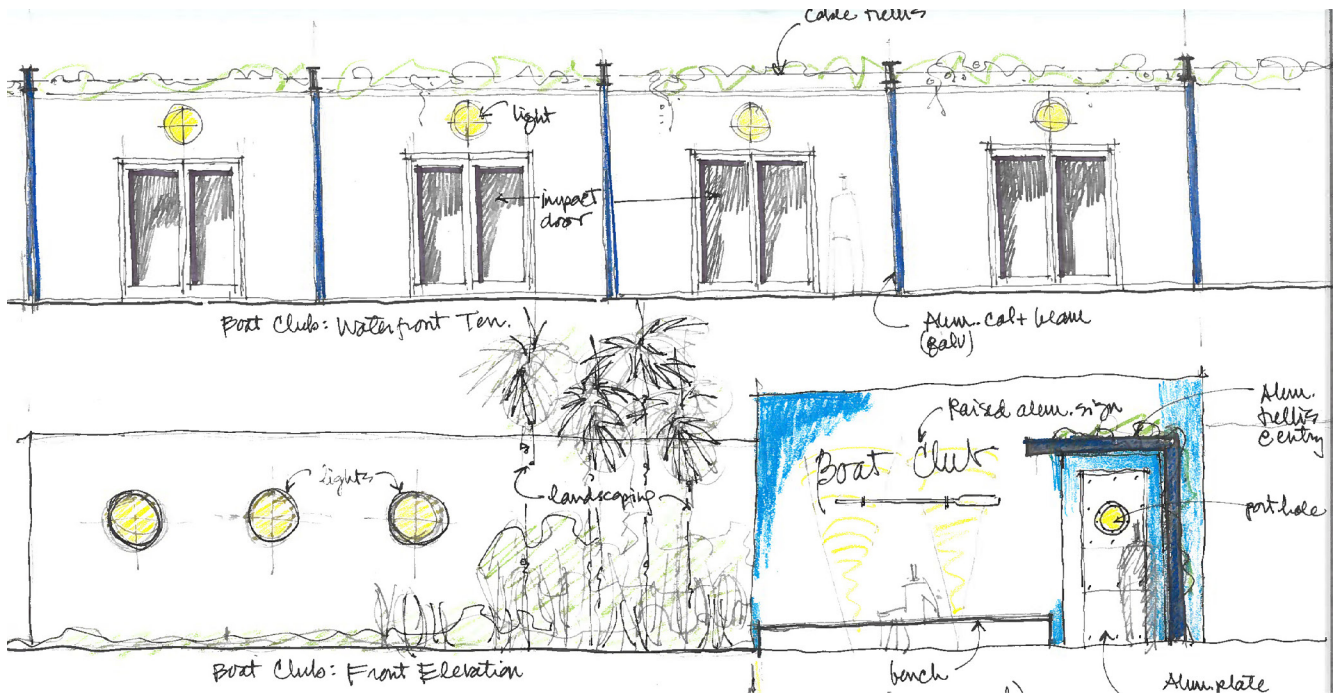 cable trellis
light
impact
door
Boat Club: Waterfront Ten.
Alum. col + beam
(galv)
Raised alum. sign
Alum.
trellis
@ entry
Boat Club
lights
landscaping
port hole
Boat Club: Front Elevation
bench
Alum plate